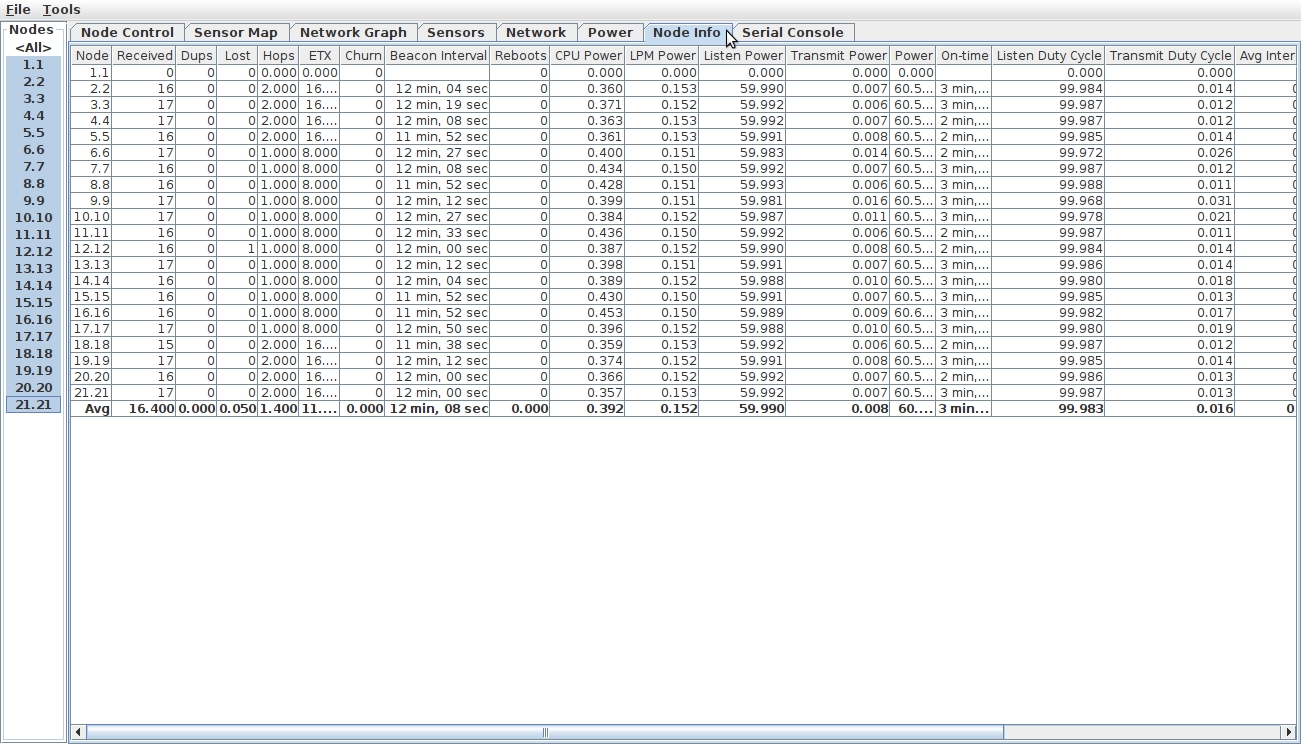 File Tools
Nodes
<All>
1.1
2.2
3.3
4.4
5.5
6.6
7.7
8.8
9.9
10.10
11.11
12.12
13.13
14.14
15.15
16.16
17.17
18.18
19.19
20.20
21.21
Node Control Sensor Map Network Graph Sensors Network Power Node Info Serial Console
Node Received Dups Lost Hops ETX Churn Beacon Interval Reboots CPU Power LPM Power Listen Power Transmit Power Power On-time Listen Duty Cycle Transmit Duty Cycle Avg Inter
1.1 0 0 0 0.000 0.000 0 0 0.000 0.000 0.000 0.000 0.000 0.000 0.000
2.2 16 0 0 2.000 16.... 0 12 min, 04 sec 0 0.360 0.153 59.990 0.007 60.5... 3 min,... 99.984 0.014 0
3.3 17 0 0 2.000 16.... 0 12 min, 19 sec 0 0.371 0.152 59.992 0.006 60.5... 3 min,... 99.987 0.012 0
4.4 17 0 0 2.000 16.... 0 12 min, 08 sec 0 0.363 0.153 59.992 0.007 60.5... 2 min,... 99.987 0.012 0
5.5 16 0 0 2.000 16.... 0 11 min, 52 sec 0 0.361 0.153 59.991 0.008 60.5... 2 min,... 99.985 0.014 0
6.6 17 0 0 1.000 8.000 0 12 min, 27 sec 0 0.400 0.151 59.983 0.014 60.5... 2 min,... 99.972 0.026 0
7.7 16 0 0 1.000 8.000 0 12 min, 08 sec 0 0.434 0.150 59.992 0.007 60.5... 3 min,... 99.987 0.012 0
8.8 16 0 0 1.000 8.000 0 11 min, 52 sec 0 0.428 0.151 59.993 0.006 60.5... 3 min,... 99.988 0.011 0
9.9 17 0 0 1.000 8.000 0 12 min, 12 sec 0 0.399 0.151 59.981 0.016 60.5... 3 min,... 99.968 0.031 0
10.10 17 0 0 1.000 8.000 0 12 min, 27 sec 0 0.384 0.152 59.987 0.011 60.5... 3 min,... 99.978 0.021 0
11.11 16 0 0 1.000 8.000 0 12 min, 33 sec 0 0.436 0.150 59.992 0.006 60.5... 2 min,... 99.987 0.011 0
12.12 16 0 1 1.000 8.000 0 12 min, 00 sec 0 0.387 0.152 59.990 0.008 60.5... 2 min,... 99.984 0.014 0
13.13 17 0 0 1.000 8.000 0 12 min, 12 sec 0 0.398 0.151 59.991 0.007 60.5... 3 min,... 99.986 0.014 0
14.14 16 0 0 1.000 8.000 0 12 min, 04 sec 0 0.389 0.152 59.988 0.010 60.5... 3 min,... 99.980 0.018 0
15.15 16 0 0 1.000 8.000 0 11 min, 52 sec 0 0.430 0.150 59.991 0.007 60.5... 3 min,... 99.985 0.013 0
16.16 16 0 0 1.000 8.000 0 11 min, 52 sec 0 0.453 0.150 59.989 0.009 60.6... 3 min,... 99.982 0.017 0
17.17 17 0 0 1.000 8.000 0 12 min, 50 sec 0 0.396 0.152 59.988 0.010 60.5... 3 min,... 99.980 0.019 0
18.18 15 0 0 2.000 16.... 0 11 min, 38 sec 0 0.359 0.153 59.992 0.006 60.5... 2 min,... 99.987 0.012 0
19.19 17 0 0 2.000 16.... 0 12 min, 12 sec 0 0.374 0.152 59.991 0.008 60.5... 3 min,... 99.985 0.014 0
20.20 16 0 0 2.000 16.... 0 12 min, 00 sec 0 0.366 0.152 59.992 0.007 60.5... 2 min,... 99.986 0.013 0
21.21 17 0 0 2.000 16.... 0 12 min, 00 sec 0 0.357 0.153 59.992 0.007 60.5... 3 min,... 99.987 0.013 0
Avg 16.400 0.000 0.050 1.400 11.... 0.000 12 min, 08 sec 0.000 0.392 0.152 59.990 0.008 60.... 3 min... 99.983 0.016 0